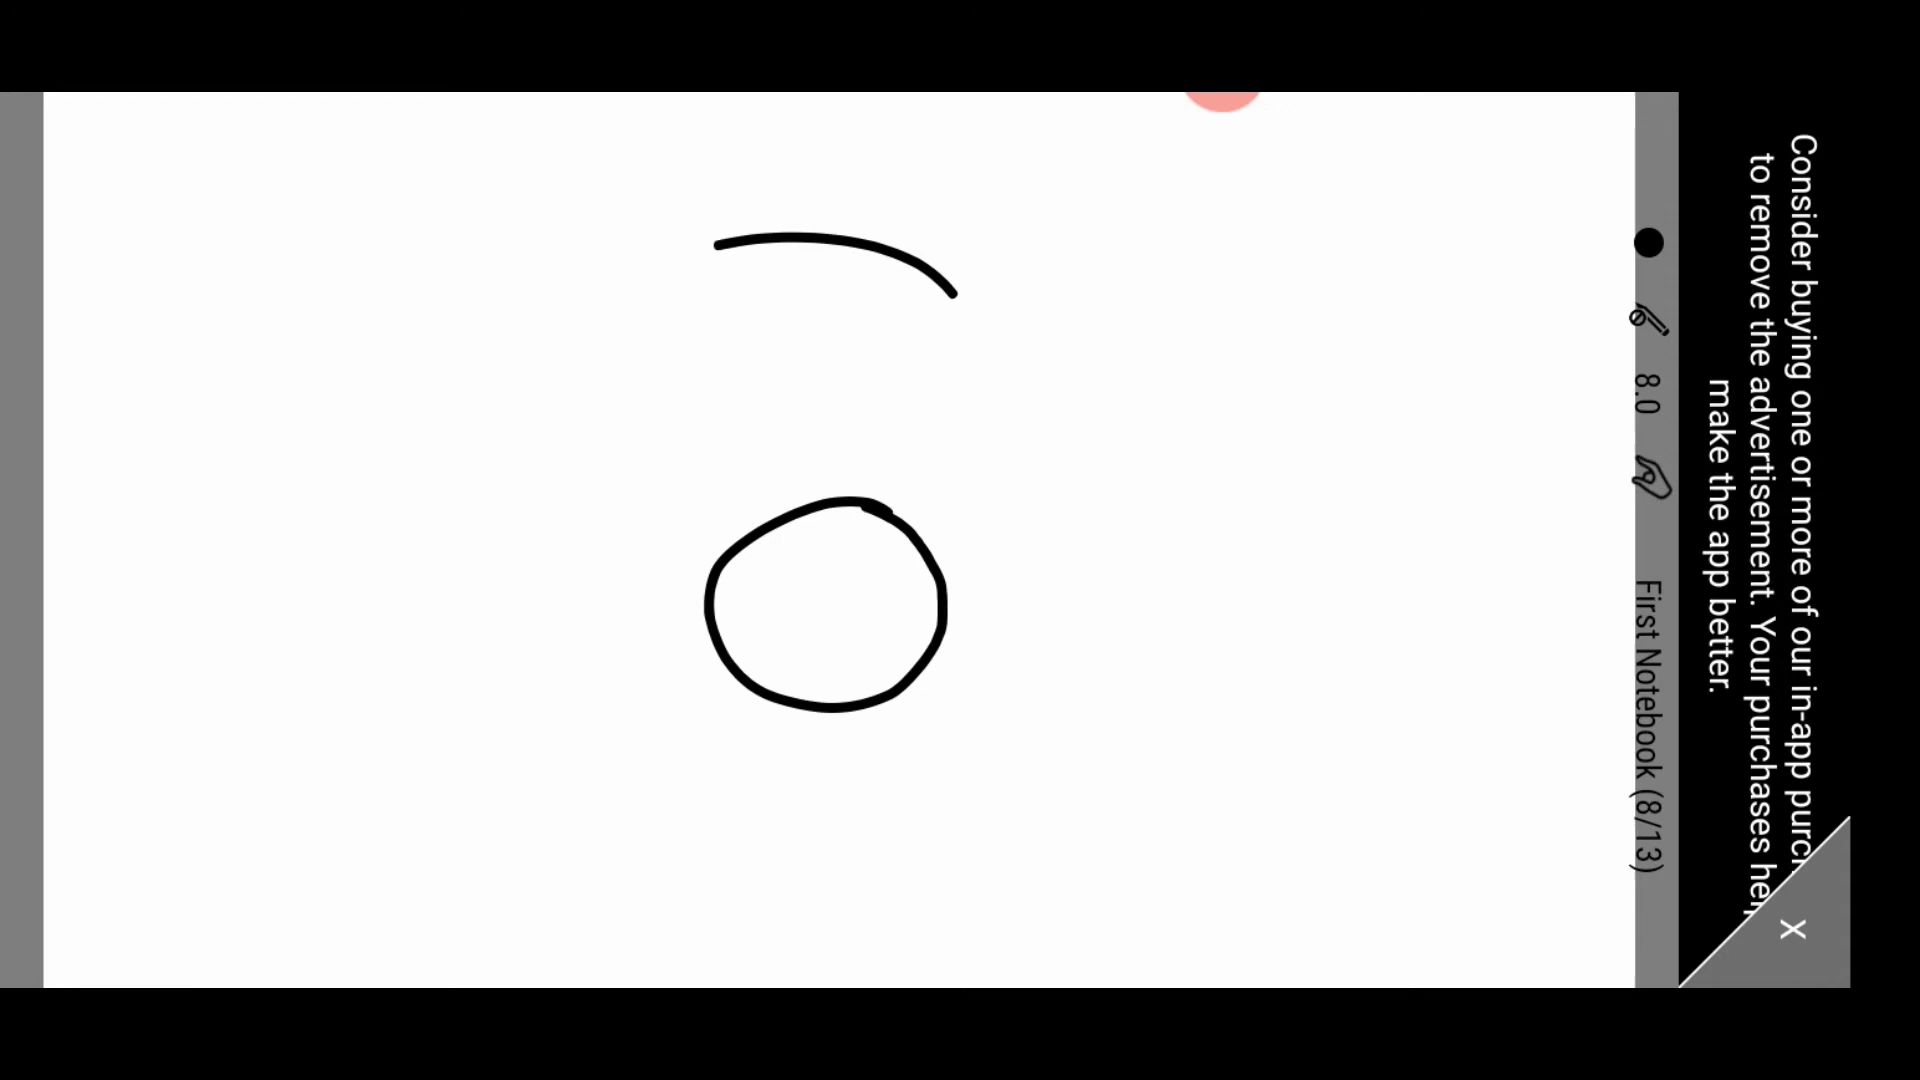 Consider buying one or more of our in-app purc
to remove the advertisement. Your purchases he
make the app better.
8.0
First Notebook (8/13)
X